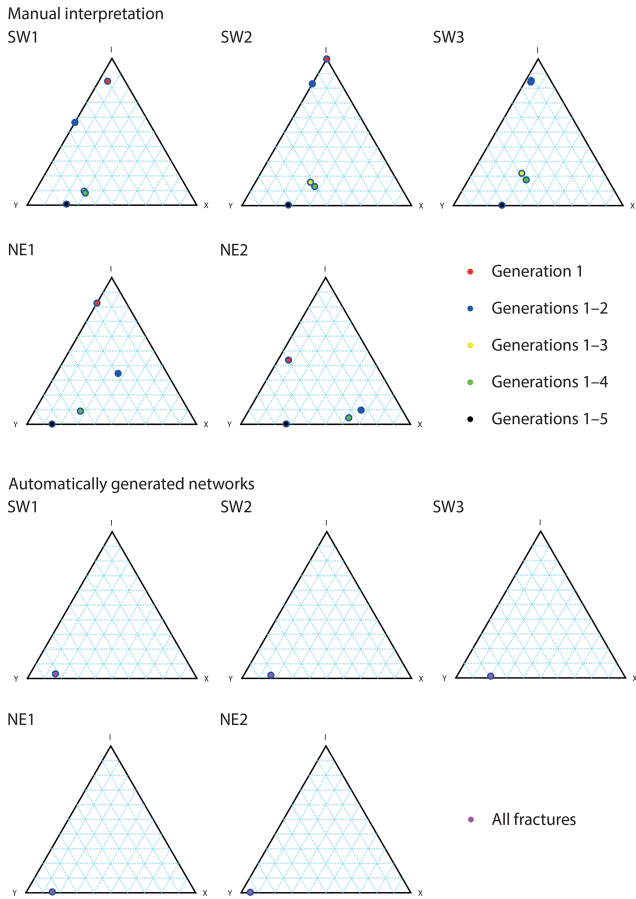 Manual interpretation
SW1 SW2 SW3
I I I
Y X Y X Y X
NE1 NE2
I I
Generation 1
Generations 1–2
Generations 1–3
Generations 1–4
Generations 1–5
Y X Y X
Automatically generated networks
SW1 SW2 SW3
I I I
Y X Y X Y X
NE1 NE2
I I
All fractures
Y X Y X